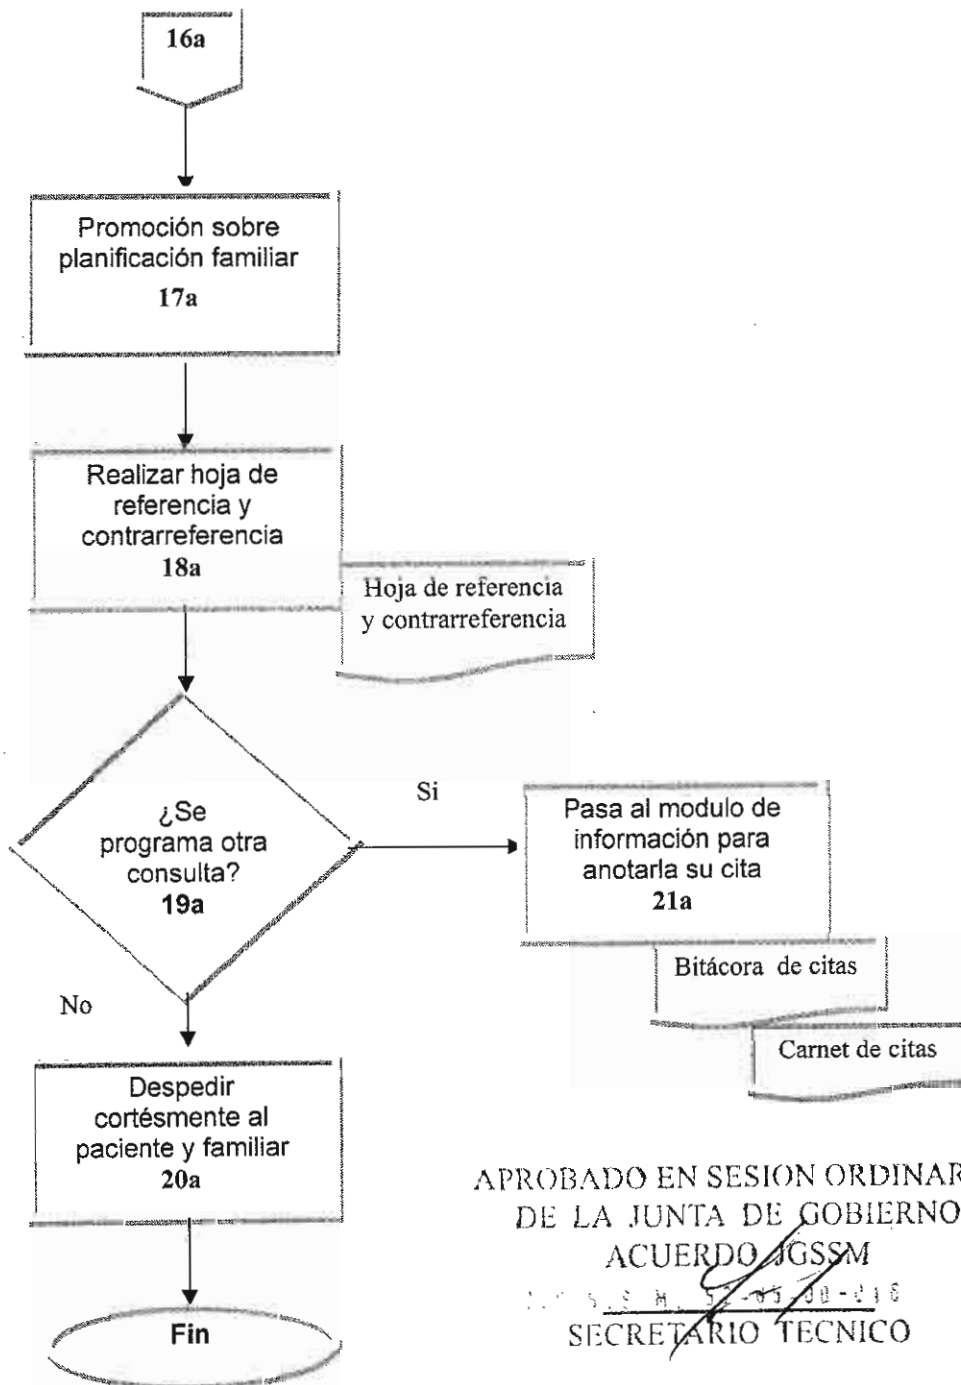 16a
Promoción sobre
planificación familiar
17a
Realizar hoja de
referencia y
contrarreferencia
18a
Hoja de referencia
y contrarreferencia
¿Se
programa otra
consulta?
19a
Si
Pasa al modulo de
información para
anotarla su cita
21a
Bitácora de citas
Carnet de citas
No
Despedir
cortésmente al
paciente y familiar
20a
Fin
APROBADO EN SESION ORDINAR
DE LA JUNTA DE GOBIERNO
ACUERDO JGSSM
SECRETARIO TECNICO